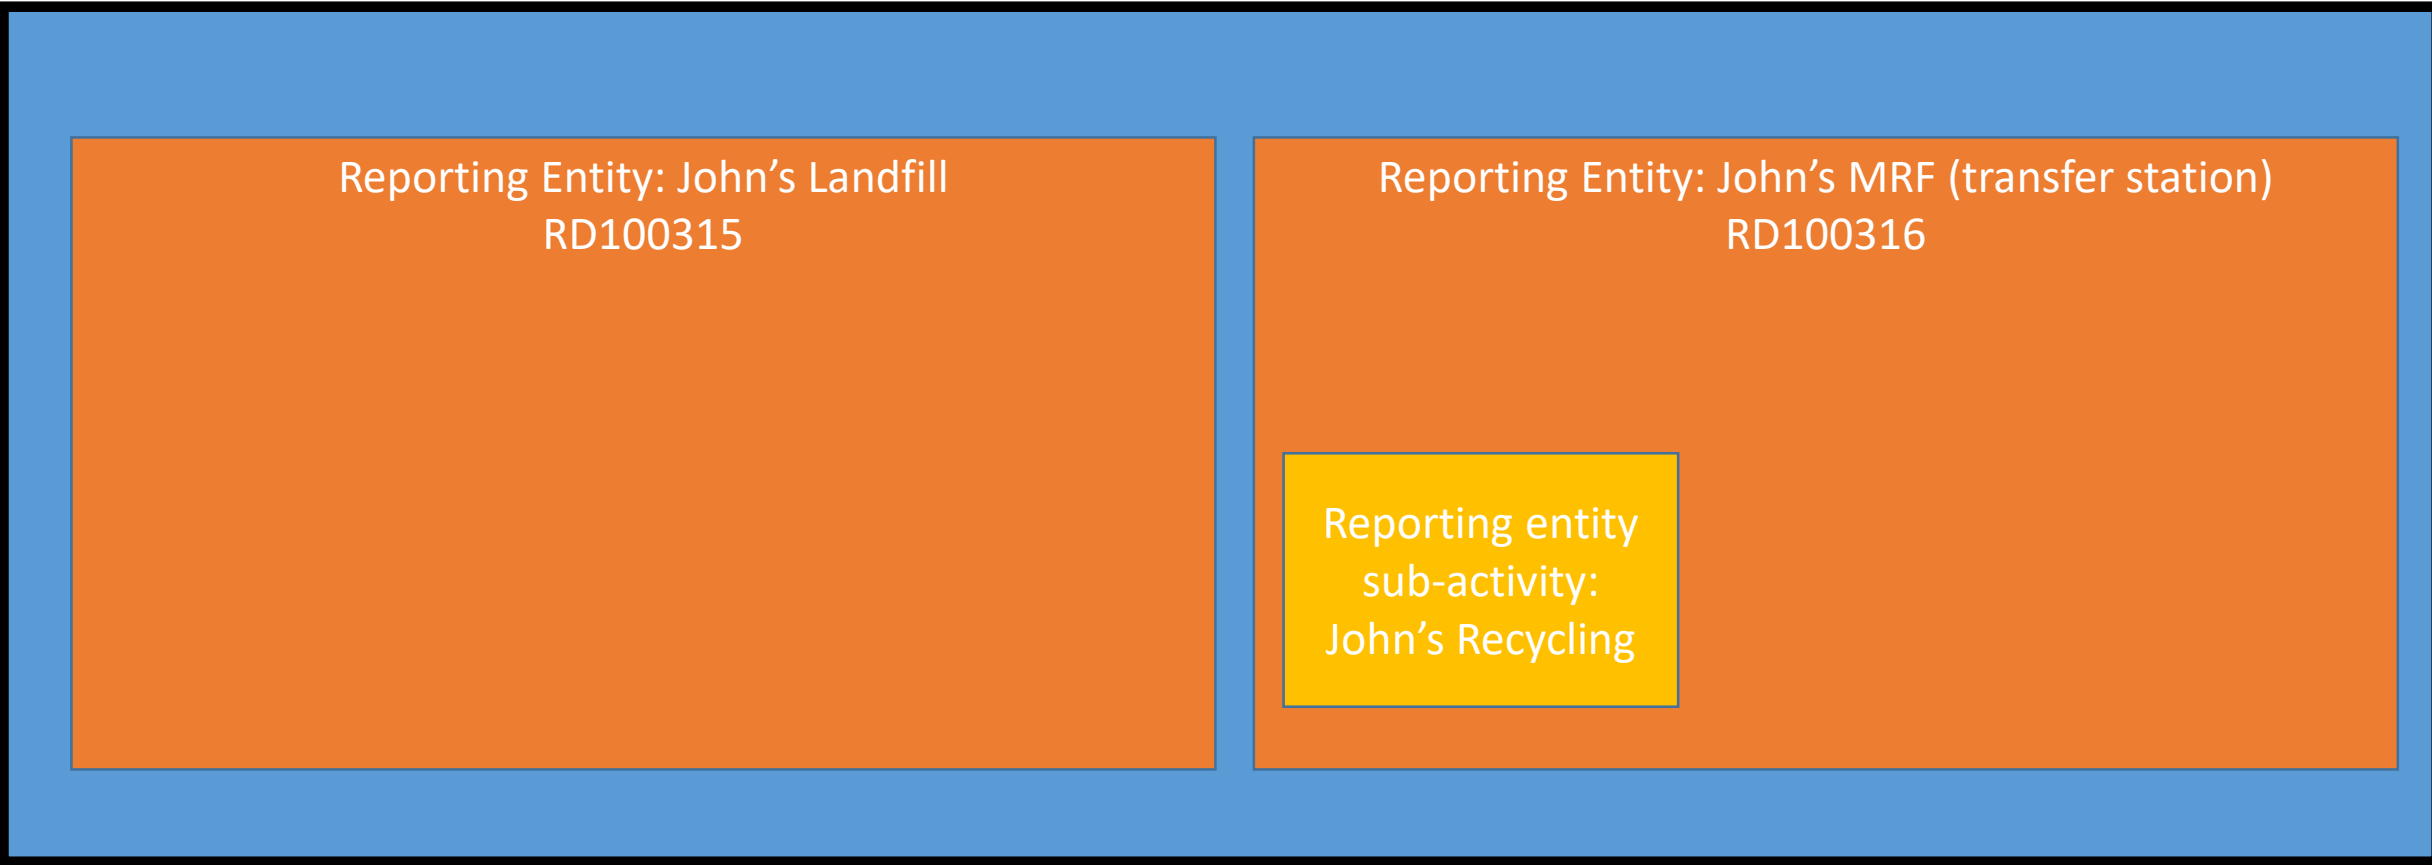 Reporting Entity: John’s Landfill
RD100315
Reporting Entity: John’s MRF (transfer station)
RD100316
Reporting entity
sub-activity:
John’s Recycling